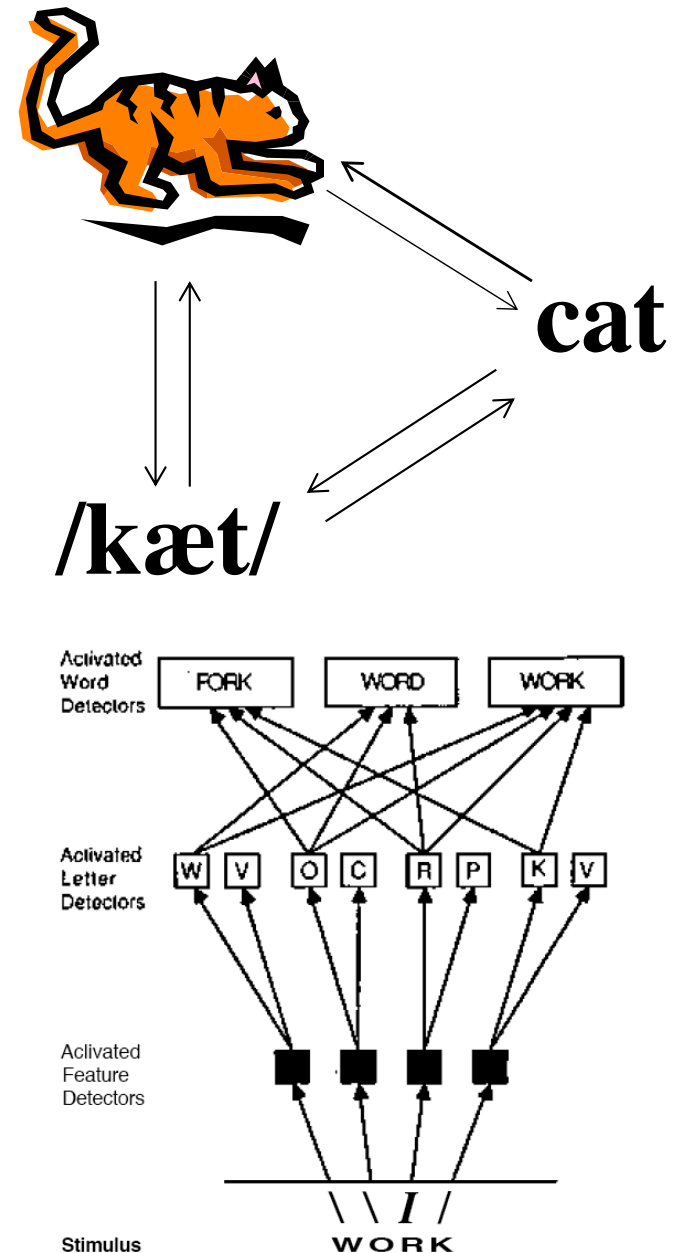 cat
/kæt/
Activated
Word
Detectors
FORK WORD WORK
Activated
Letter
Detectors
W V O C R P K V
Activated
Feature
Detectors
I
Stimulus WORK